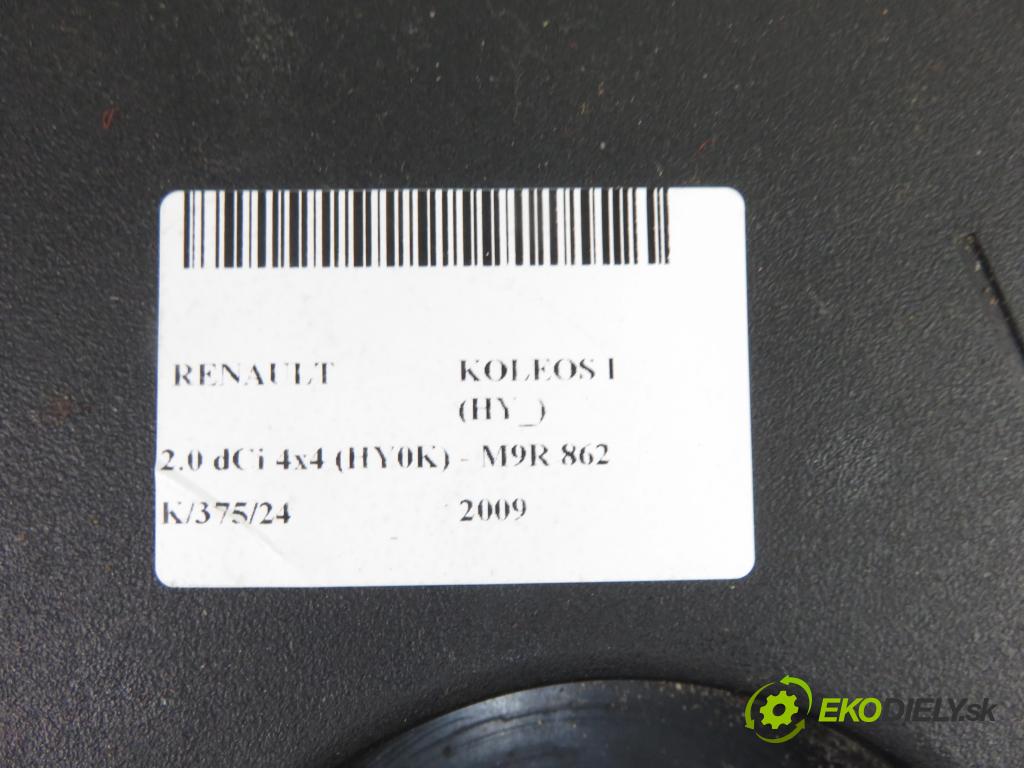 RENAULT KOLEOS I
(HY_)
2.0 dCi 4x4 (HY0K) - M9R 862
K/375/24 2009
EKODIELY.sk